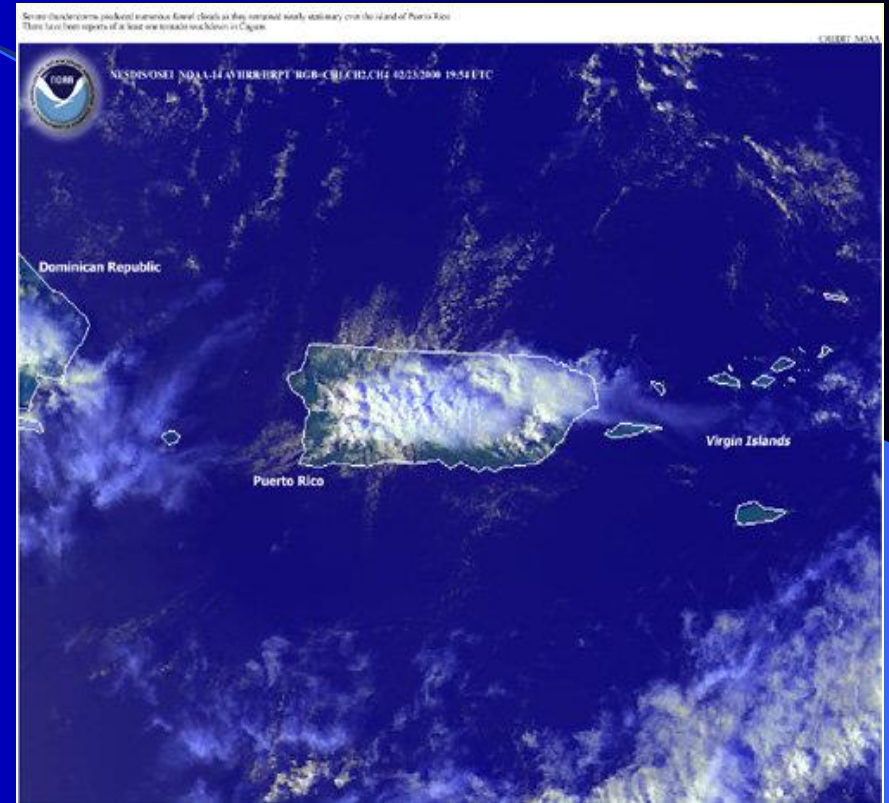 Severe thunderstorms produced numerous funnel clouds as they remained nearly stationary over the island of Puerto Rico
There have been reports of at least one tornado touchdown in Caguas
CREDIT NOAA
NOAA
NESDIS/OSEI NOAA-14 AVHRR/HRPT RGB=CH1,CH2,CH4 02/23/2000 19:54 UTC
Dominican Republic
Virgin Islands
Puerto Rico